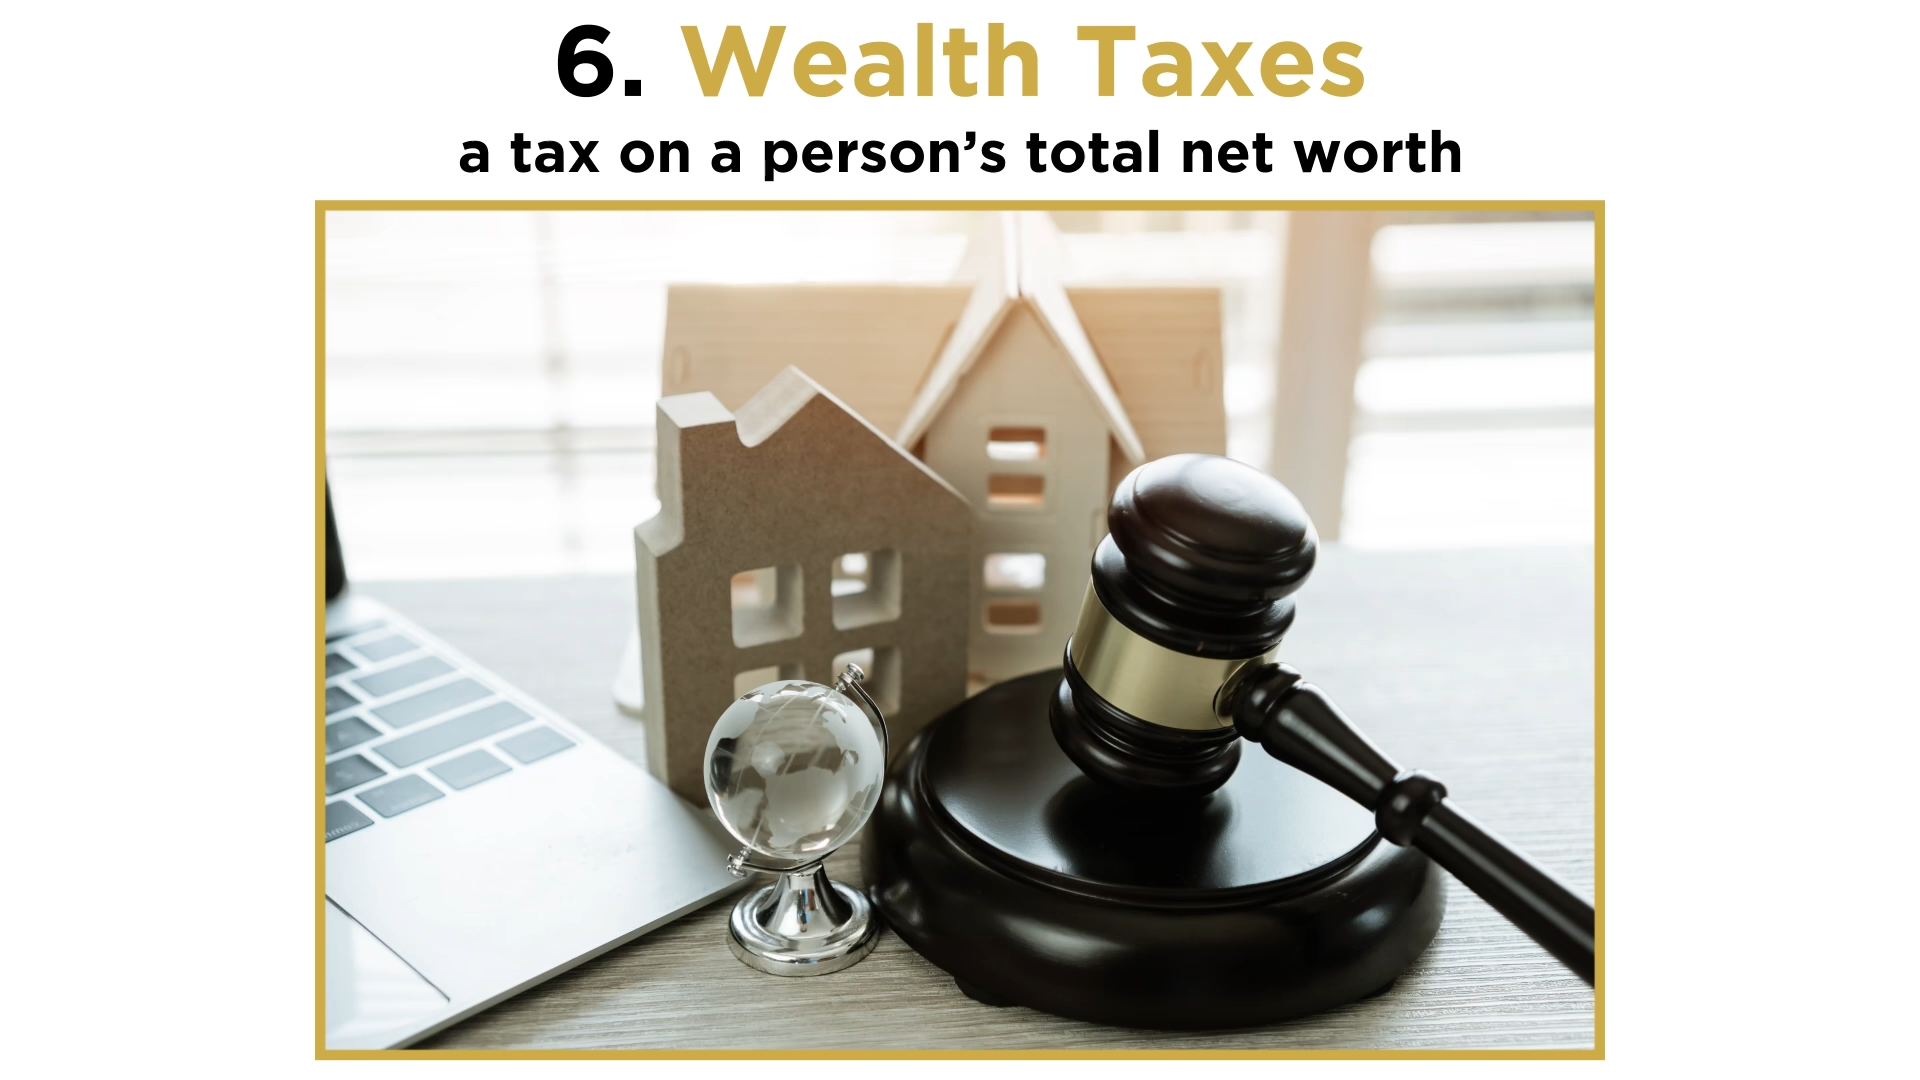 6. Wealth Taxes
a tax on a person’s total net worth